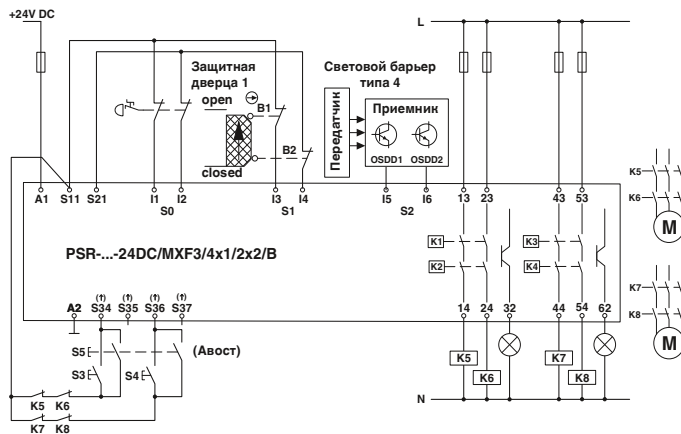 +24V DC
L
Защитная
дверца 1
open
B1
B2
closed
Световой барьер
типа 4
Передатчик
Приемник
OSDD1 OSDD2
K5
K6
M
A1 S11 S21 I1 I2 I3 I4 I5 I6 13 23 43 53
S0 S1 S2
K1 K3
K2 K4
PSR-...-24DC/MXF3/4x1/2x2/B
K7
K8
M
A2 S34 S35 S36 S37 14 24 32 44 54 62
(↑) (↑) (↑) (↑)
S5 (Авост)
S3 S4
K5 K7
K6 K8
K5 K6
K7 K8
N